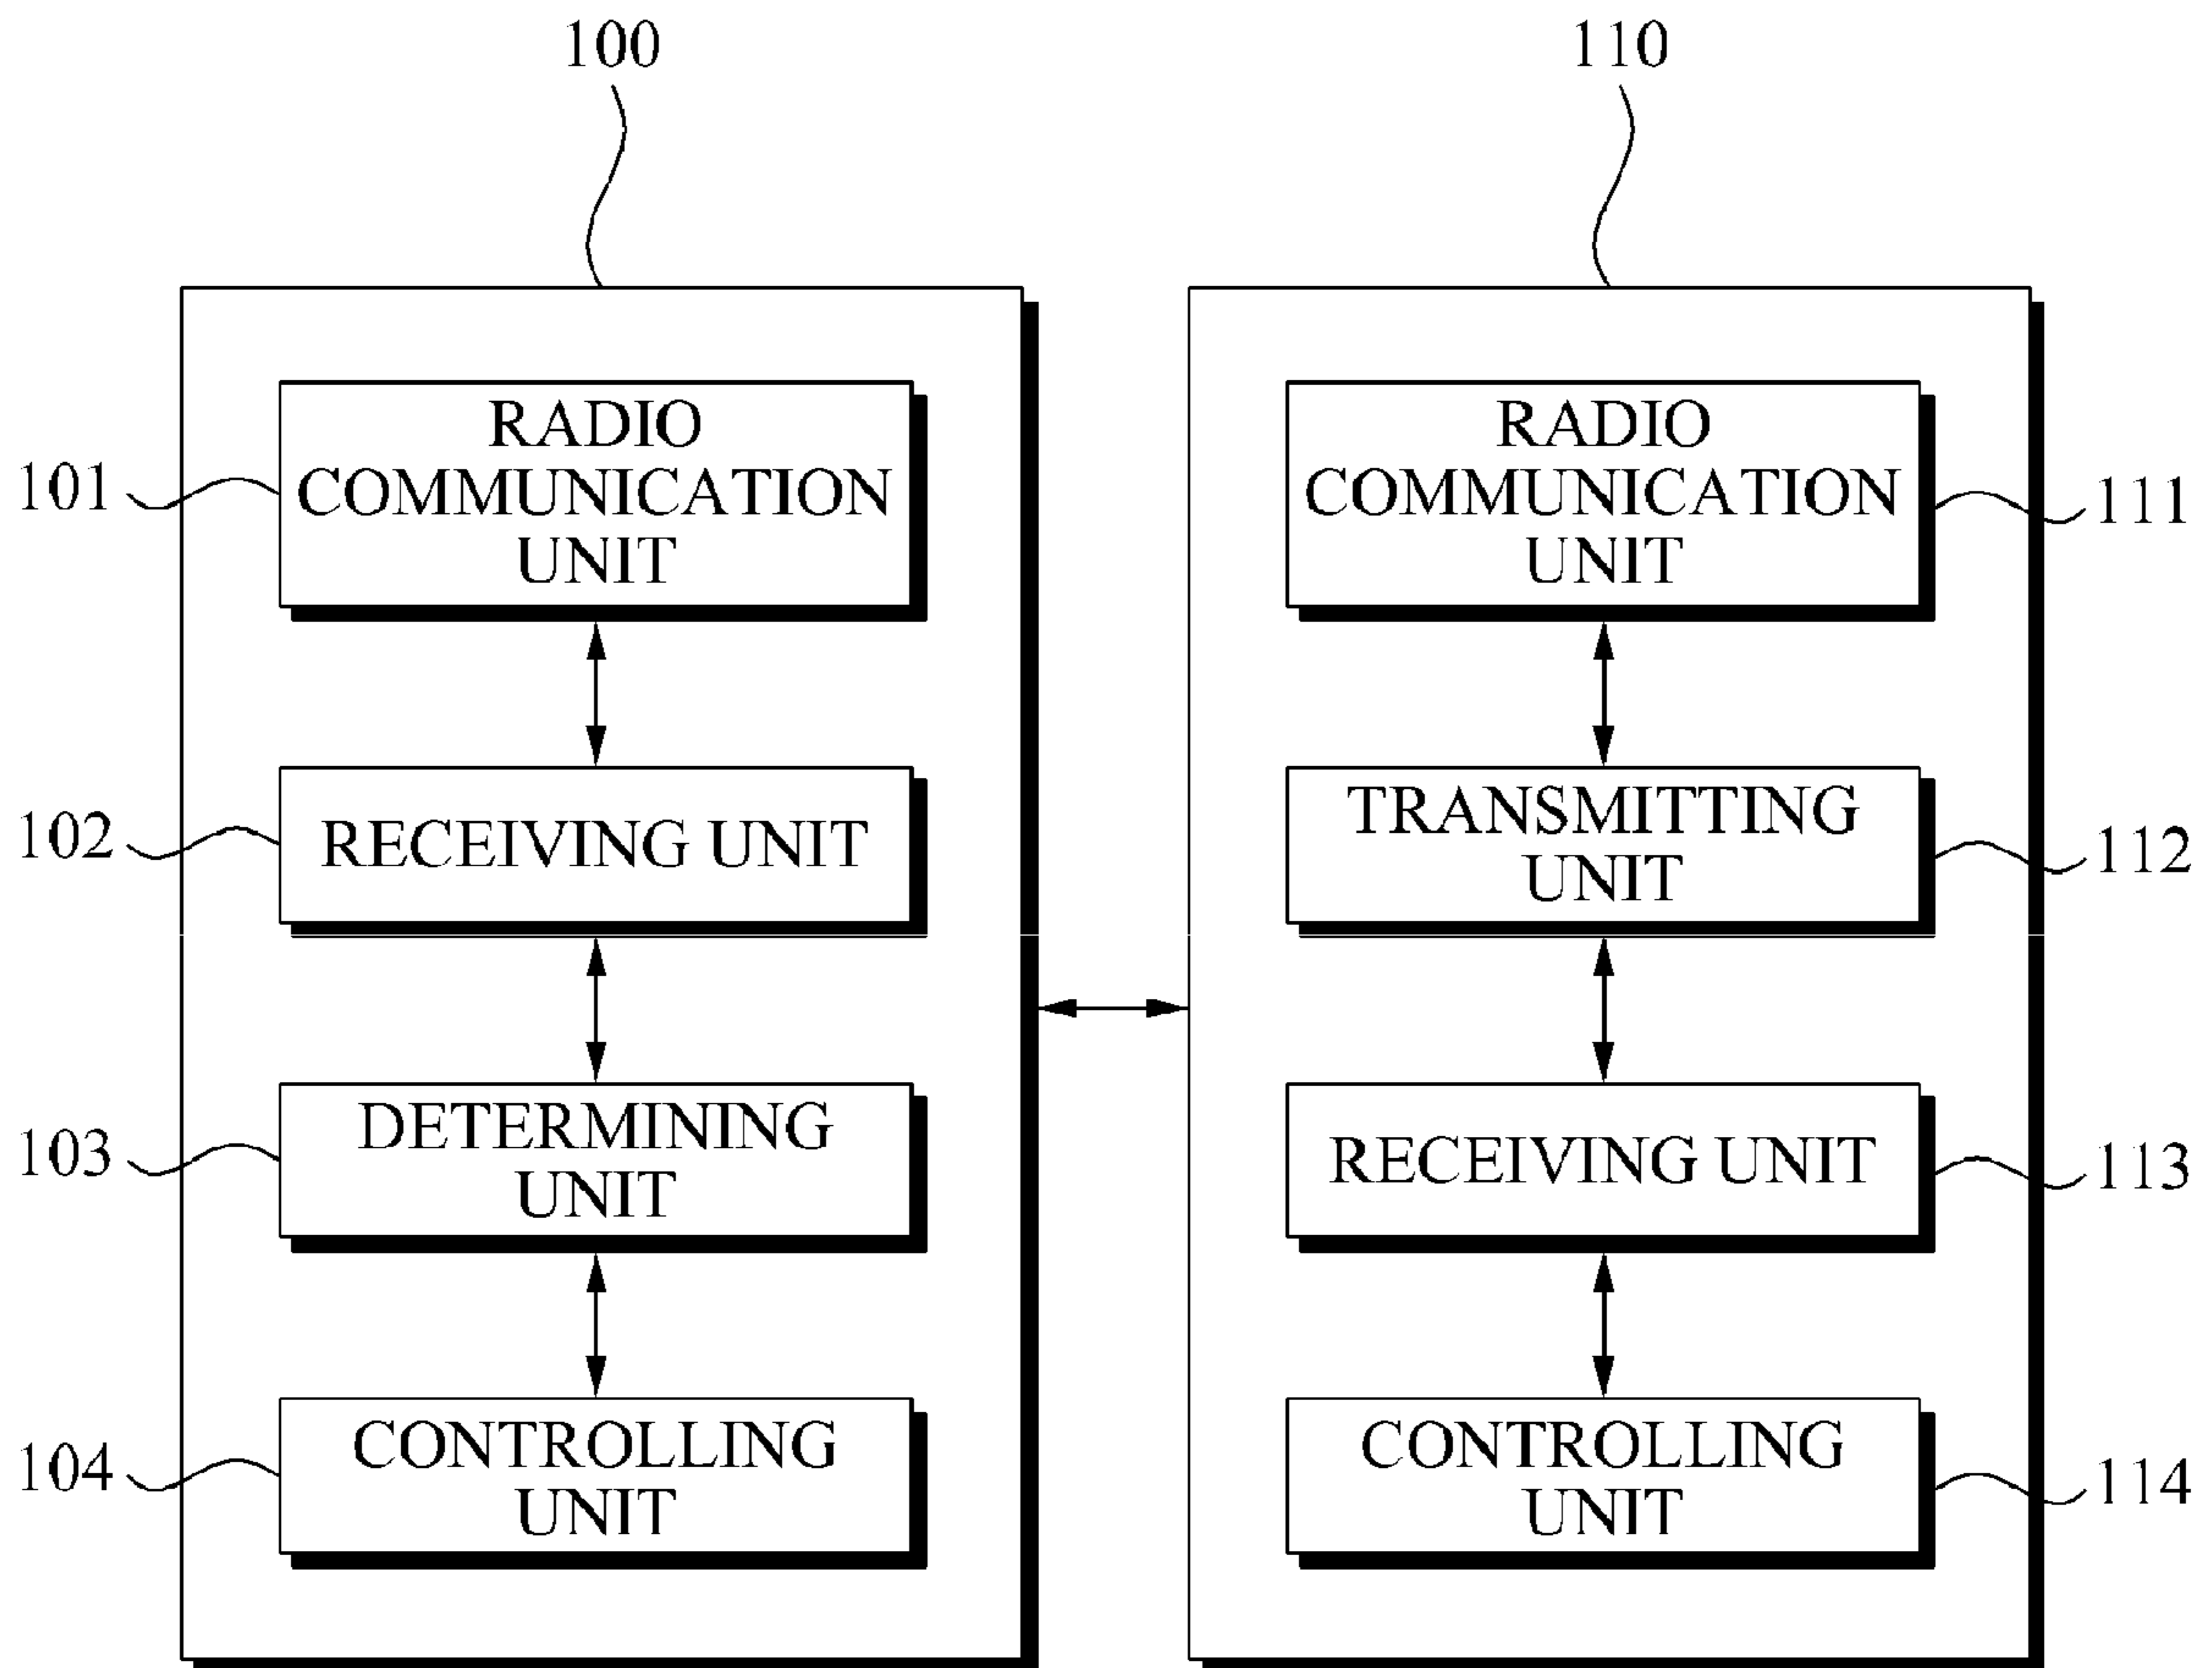 100
110
101
RADIO
COMMUNICATION
UNIT
102
RECEIVING UNIT
103
DETERMINING
UNIT
104
CONTROLLING
UNIT
RADIO
COMMUNICATION
UNIT
111
TRANSMITTING
UNIT
112
RECEIVING UNIT
113
CONTROLLING
UNIT
114